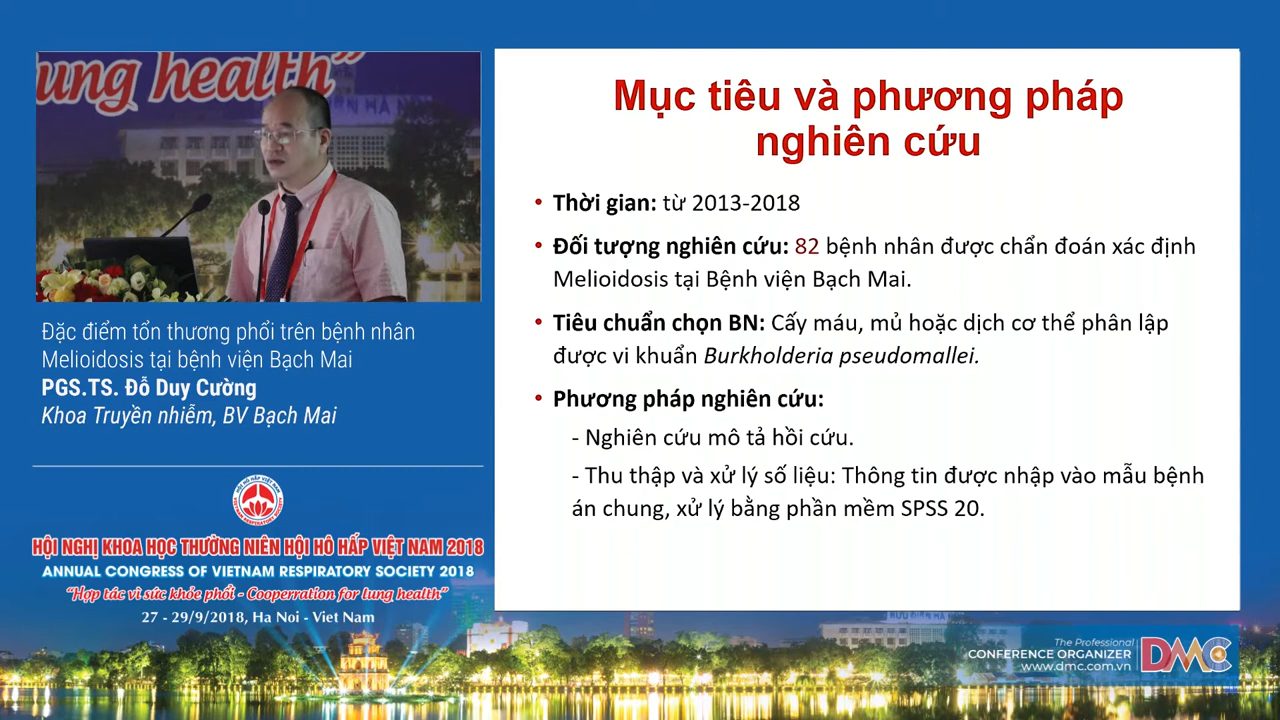 ung health”
Đặc điểm tổn thương phổi trên bệnh nhân
Melioidosis tại bệnh viện Bạch Mai
PGS.TS. Đỗ Duy Cường
Khoa Truyền nhiễm, BV Bạch Mai
HỘI HÔ HẤP VIỆT NAM
VIETNAM RESPIRATORY SOCIETY
HỘI NGHỊ KHOA HỌC THƯỜNG NIÊN HỘI HÔ HẤP VIỆT NAM 2018
ANNUAL CONGRESS OF VIETNAM RESPIRATORY SOCIETY 2018
“Hợp tác vì sức khỏe phổi - Cooperration for lung health”
27 - 29/9/2018, Ha Noi - Viet Nam
Mục tiêu và phương pháp
nghiên cứu
• Thời gian: từ 2013-2018
• Đối tượng nghiên cứu: 82 bệnh nhân được chẩn đoán xác định
Melioidosis tại Bệnh viện Bạch Mai.
• Tiêu chuẩn chọn BN: Cấy máu, mủ hoặc dịch cơ thể phân lập
được vi khuẩn Burkholderia pseudomallei.
• Phương pháp nghiên cứu:
- Nghiên cứu mô tả hồi cứu.
- Thu thập và xử lý số liệu: Thông tin được nhập vào mẫu bệnh
án chung, xử lý bằng phần mềm SPSS 20.
The Professional
CONFERENCE ORGANIZER
www.dmc.com.vn
DMC